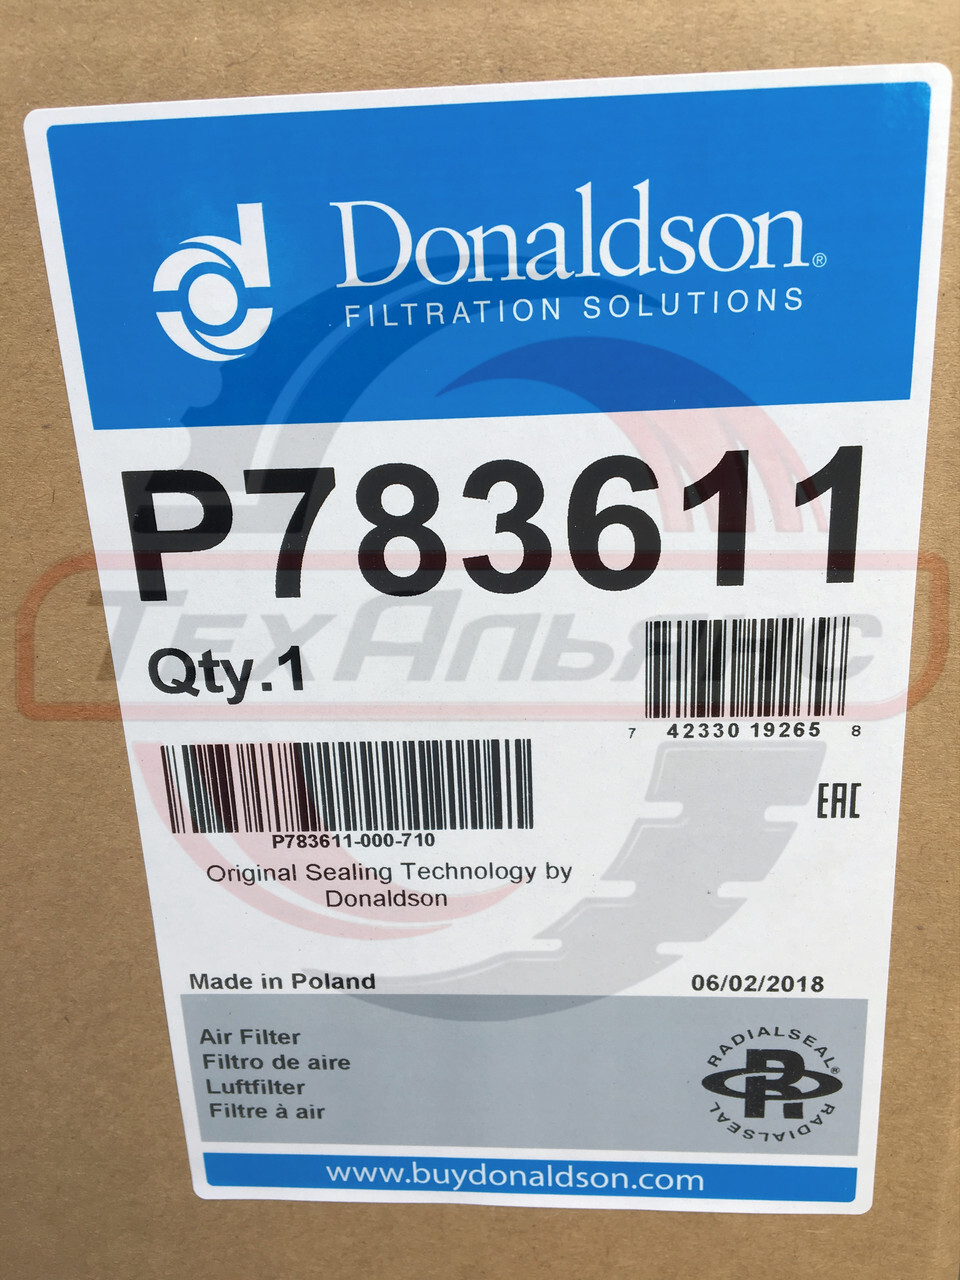 Donaldson®
FILTRATION SOLUTIONS
P783611
ТехАльянс
Qty.1
7 42330 19265 8
P783611-000-710
EAC
Original Sealing Technology by
Donaldson
Made in Poland
06/02/2018
Air Filter
Filtro de aire
Luftfilter
Filtre à air
RADIALSEAL®
R
RADIALSEAL
www.buydonaldson.com